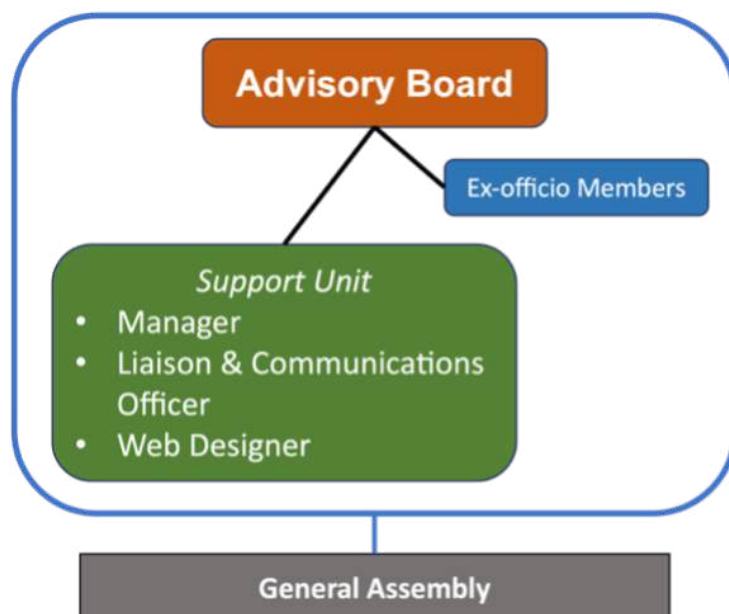 Advisory Board
Ex-officio Members
Support Unit
• Manager
• Liaison & Communications
Officer
• Web Designer
General Assembly